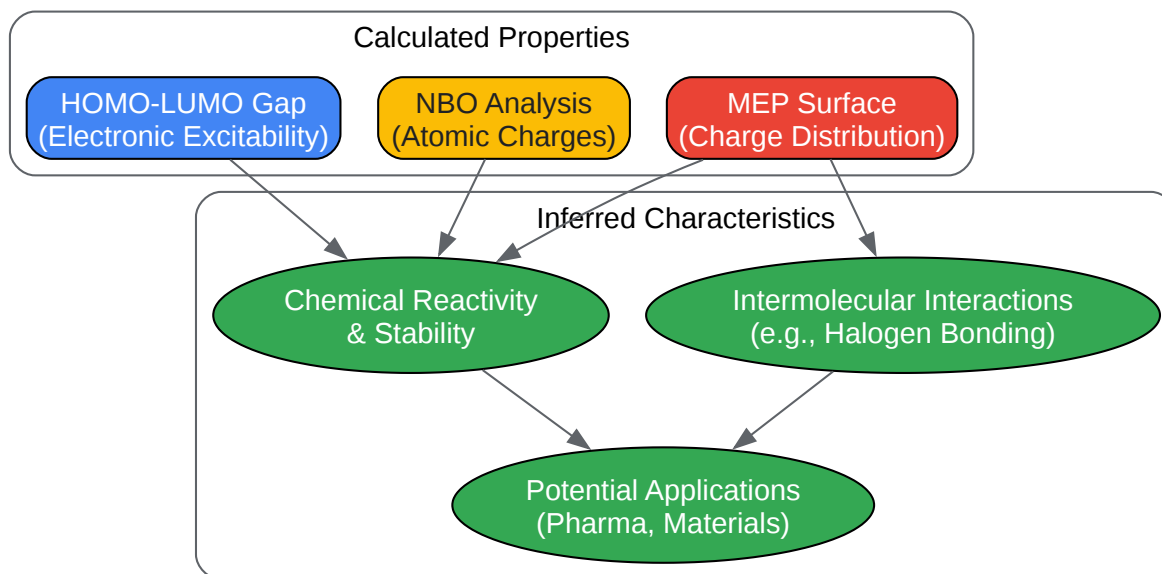 Calculated Properties
HOMO-LUMO Gap
(Electronic Excitability)
NBO Analysis
(Atomic Charges)
MEP Surface
(Charge Distribution)
Inferred Characteristics
Chemical Reactivity
& Stability
Intermolecular Interactions
(e.g., Halogen Bonding)
Potential Applications
(Pharma, Materials)